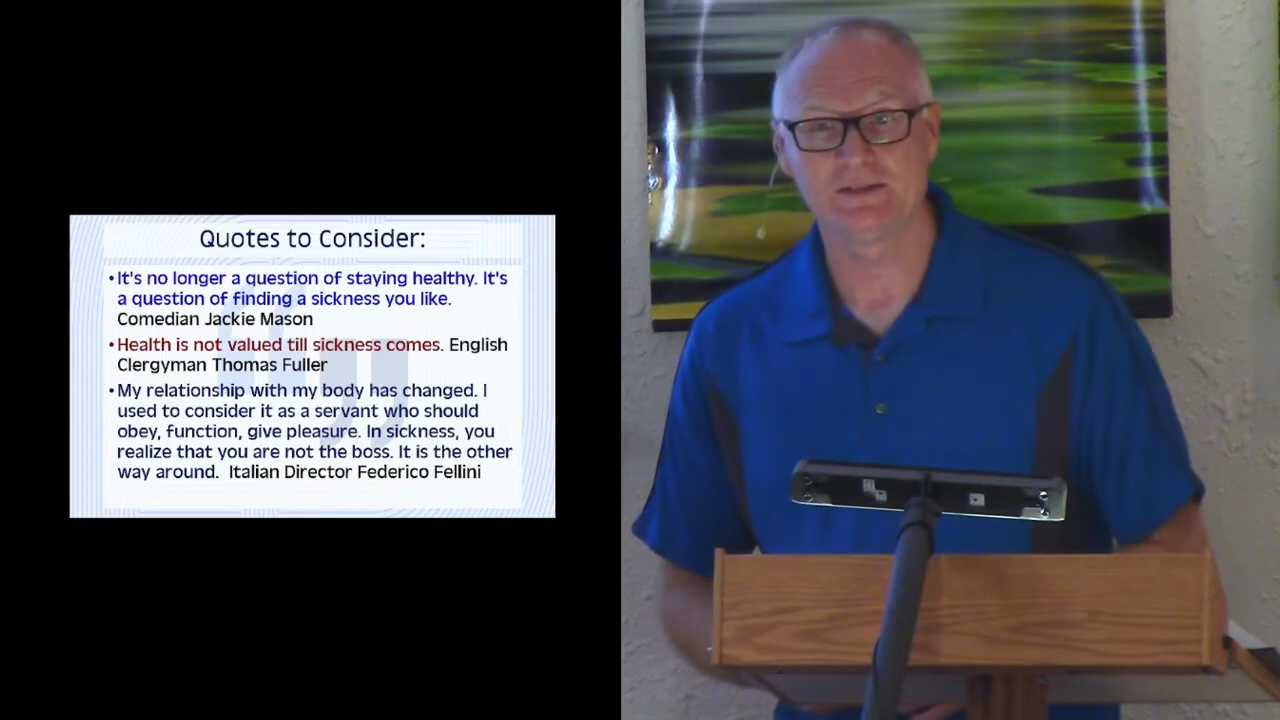 Quotes to Consider:
•It's no longer a question of staying healthy. It's
a question of finding a sickness you like.
Comedian Jackie Mason
•Health is not valued till sickness comes. English
Clergyman Thomas Fuller
•My relationship with my body has changed. I
used to consider it as a servant who should
obey, function, give pleasure. In sickness, you
realize that you are not the boss. It is the other
way around.  Italian Director Federico Fellini